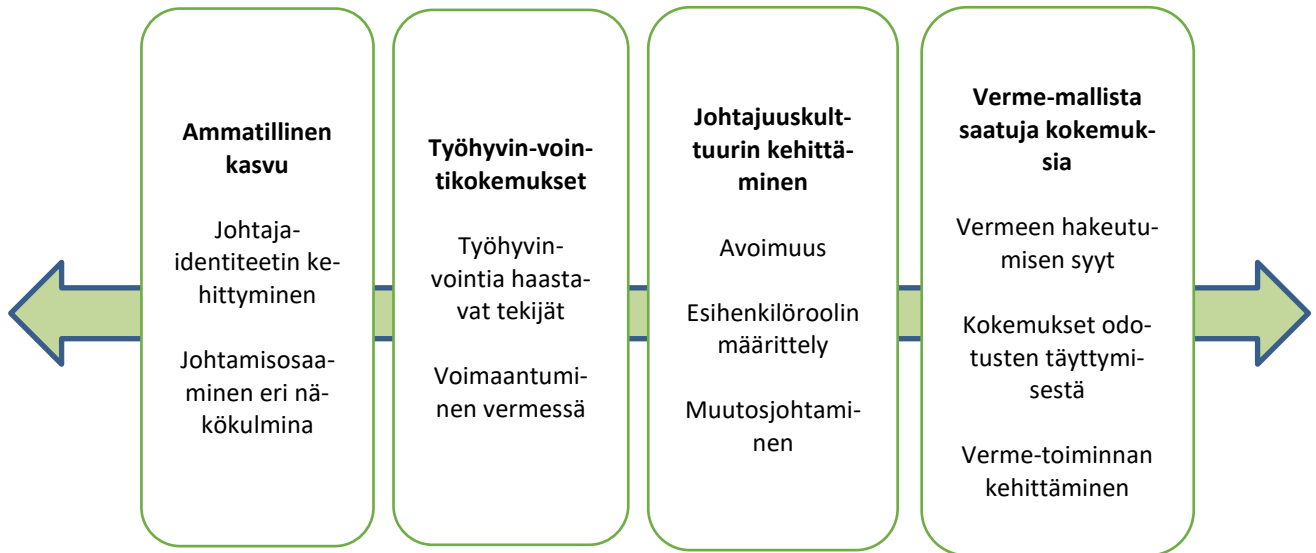 Ammatillinen
kasvu
Johtaja-
identiteetin ke-
hittyminen
Johtamisosaa-
minen eri nä-
kökulmina
Työhyvin-voin-
tikokemukset
Työhyvin-
vointia haasta-
vat tekijät
Voimaantumi-
nen vermessä
Johtajuuskult-
tuurin kehittä-
minen
Avoimuus
Esihenkilöroolin
määrittely
Muutosjohtami-
nen
Verme-mallista
saatuja kokemuk-
sia
Vermeen hakeutu-
misen syyt
Kokemukset odo-
tusten täyttymi-
sestä
Verme-toiminnan
kehittäminen